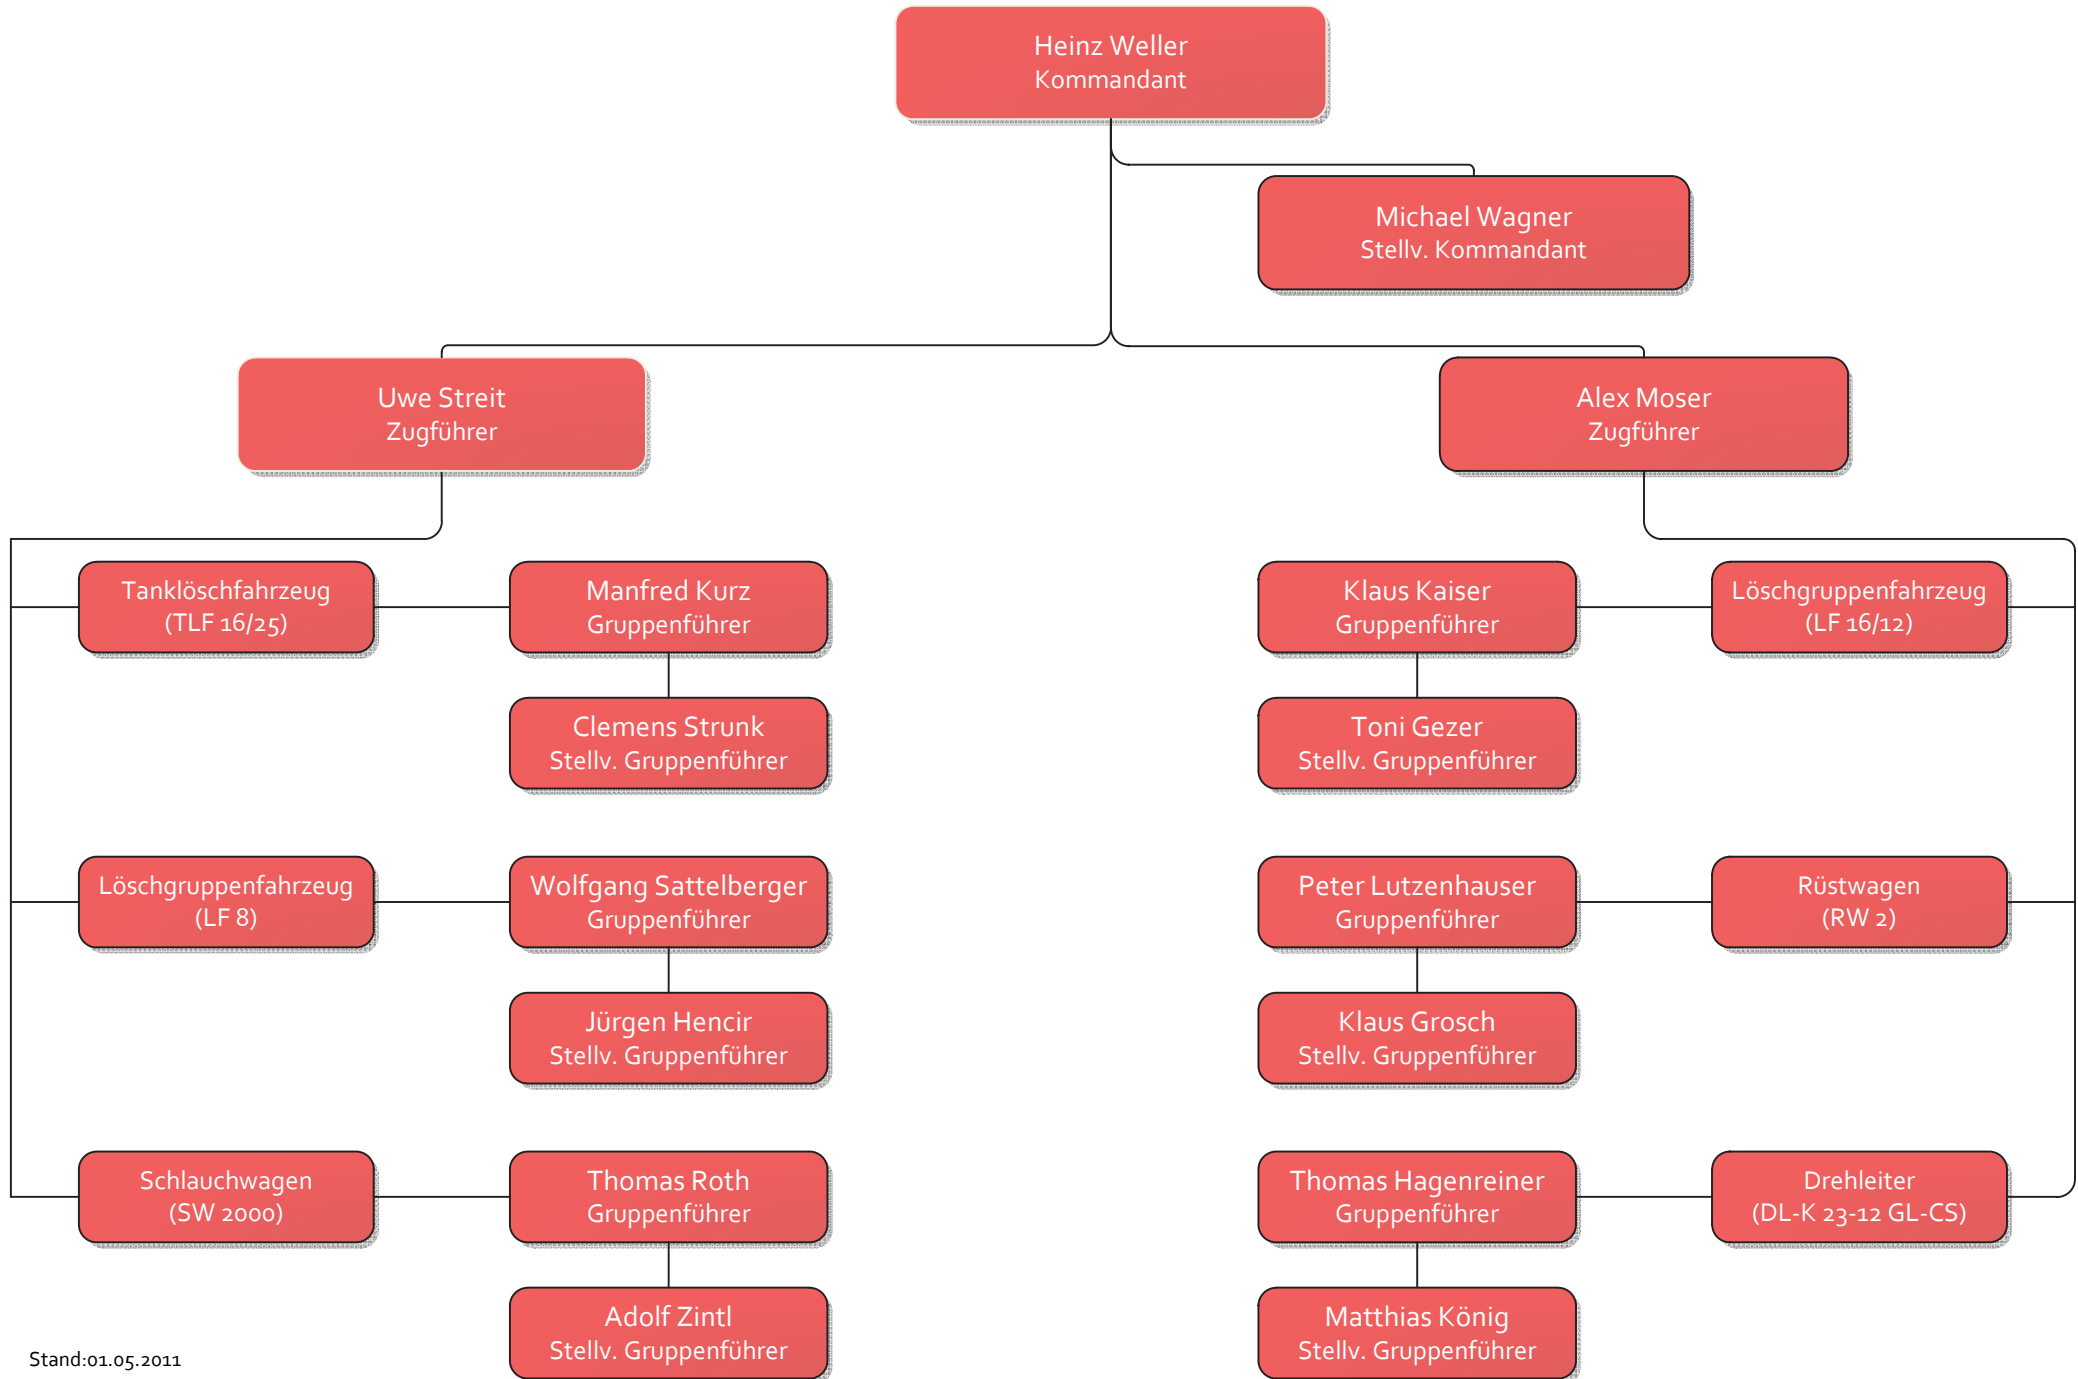 Heinz Weller
Kommandant
Michael Wagner
Stellv. Kommandant
Uwe Streit
Zugführer
Alex Moser
Zugführer
Tanklöschfahrzeug
(TLF 16/25)
Manfred Kurz
Gruppenführer
Klaus Kaiser
Gruppenführer
Löschgruppenfahrzeug
(LF 16/12)
Clemens Strunk
Stellv. Gruppenführer
Toni Gezer
Stellv. Gruppenführer
Löschgruppenfahrzeug
(LF 8)
Wolfgang Sattelberger
Gruppenführer
Peter Lutzenhauser
Gruppenführer
Rüstwagen
(RW 2)
Jürgen Hencir
Stellv. Gruppenführer
Klaus Grosch
Stellv. Gruppenführer
Schlauchwagen
(SW 2000)
Thomas Roth
Gruppenführer
Thomas Hagenreiner
Gruppenführer
Drehleiter
(DL-K 23-12 GL-CS)
Adolf Zintl
Stellv. Gruppenführer
Matthias König
Stellv. Gruppenführer
Stand:01.05.2011